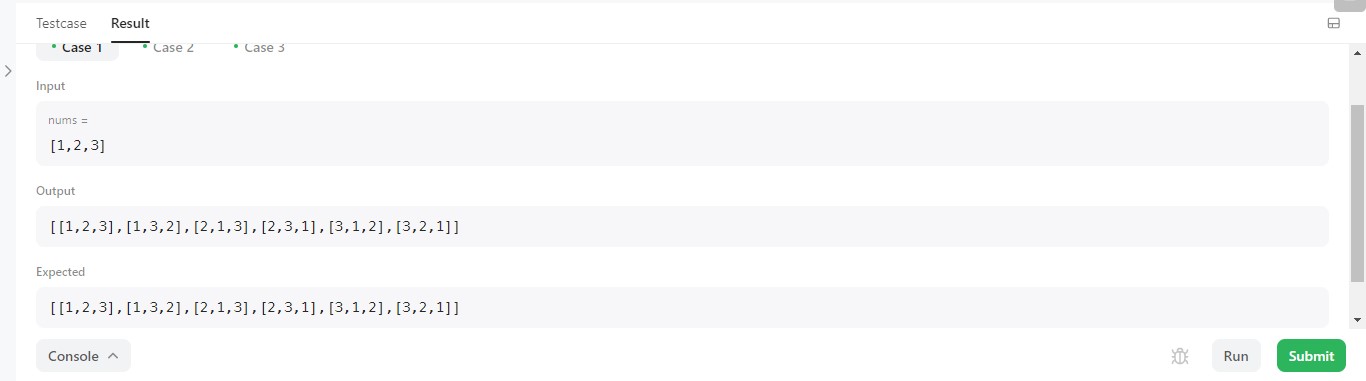 Testcase Result
Case 1 Case 2 Case 3
Input
nums =
[1,2,3]
Output
[[1,2,3],[1,3,2],[2,1,3],[2,3,1],[3,1,2],[3,2,1]]
Expected
[[1,2,3],[1,3,2],[2,1,3],[2,3,1],[3,1,2],[3,2,1]]
Console Run Submit